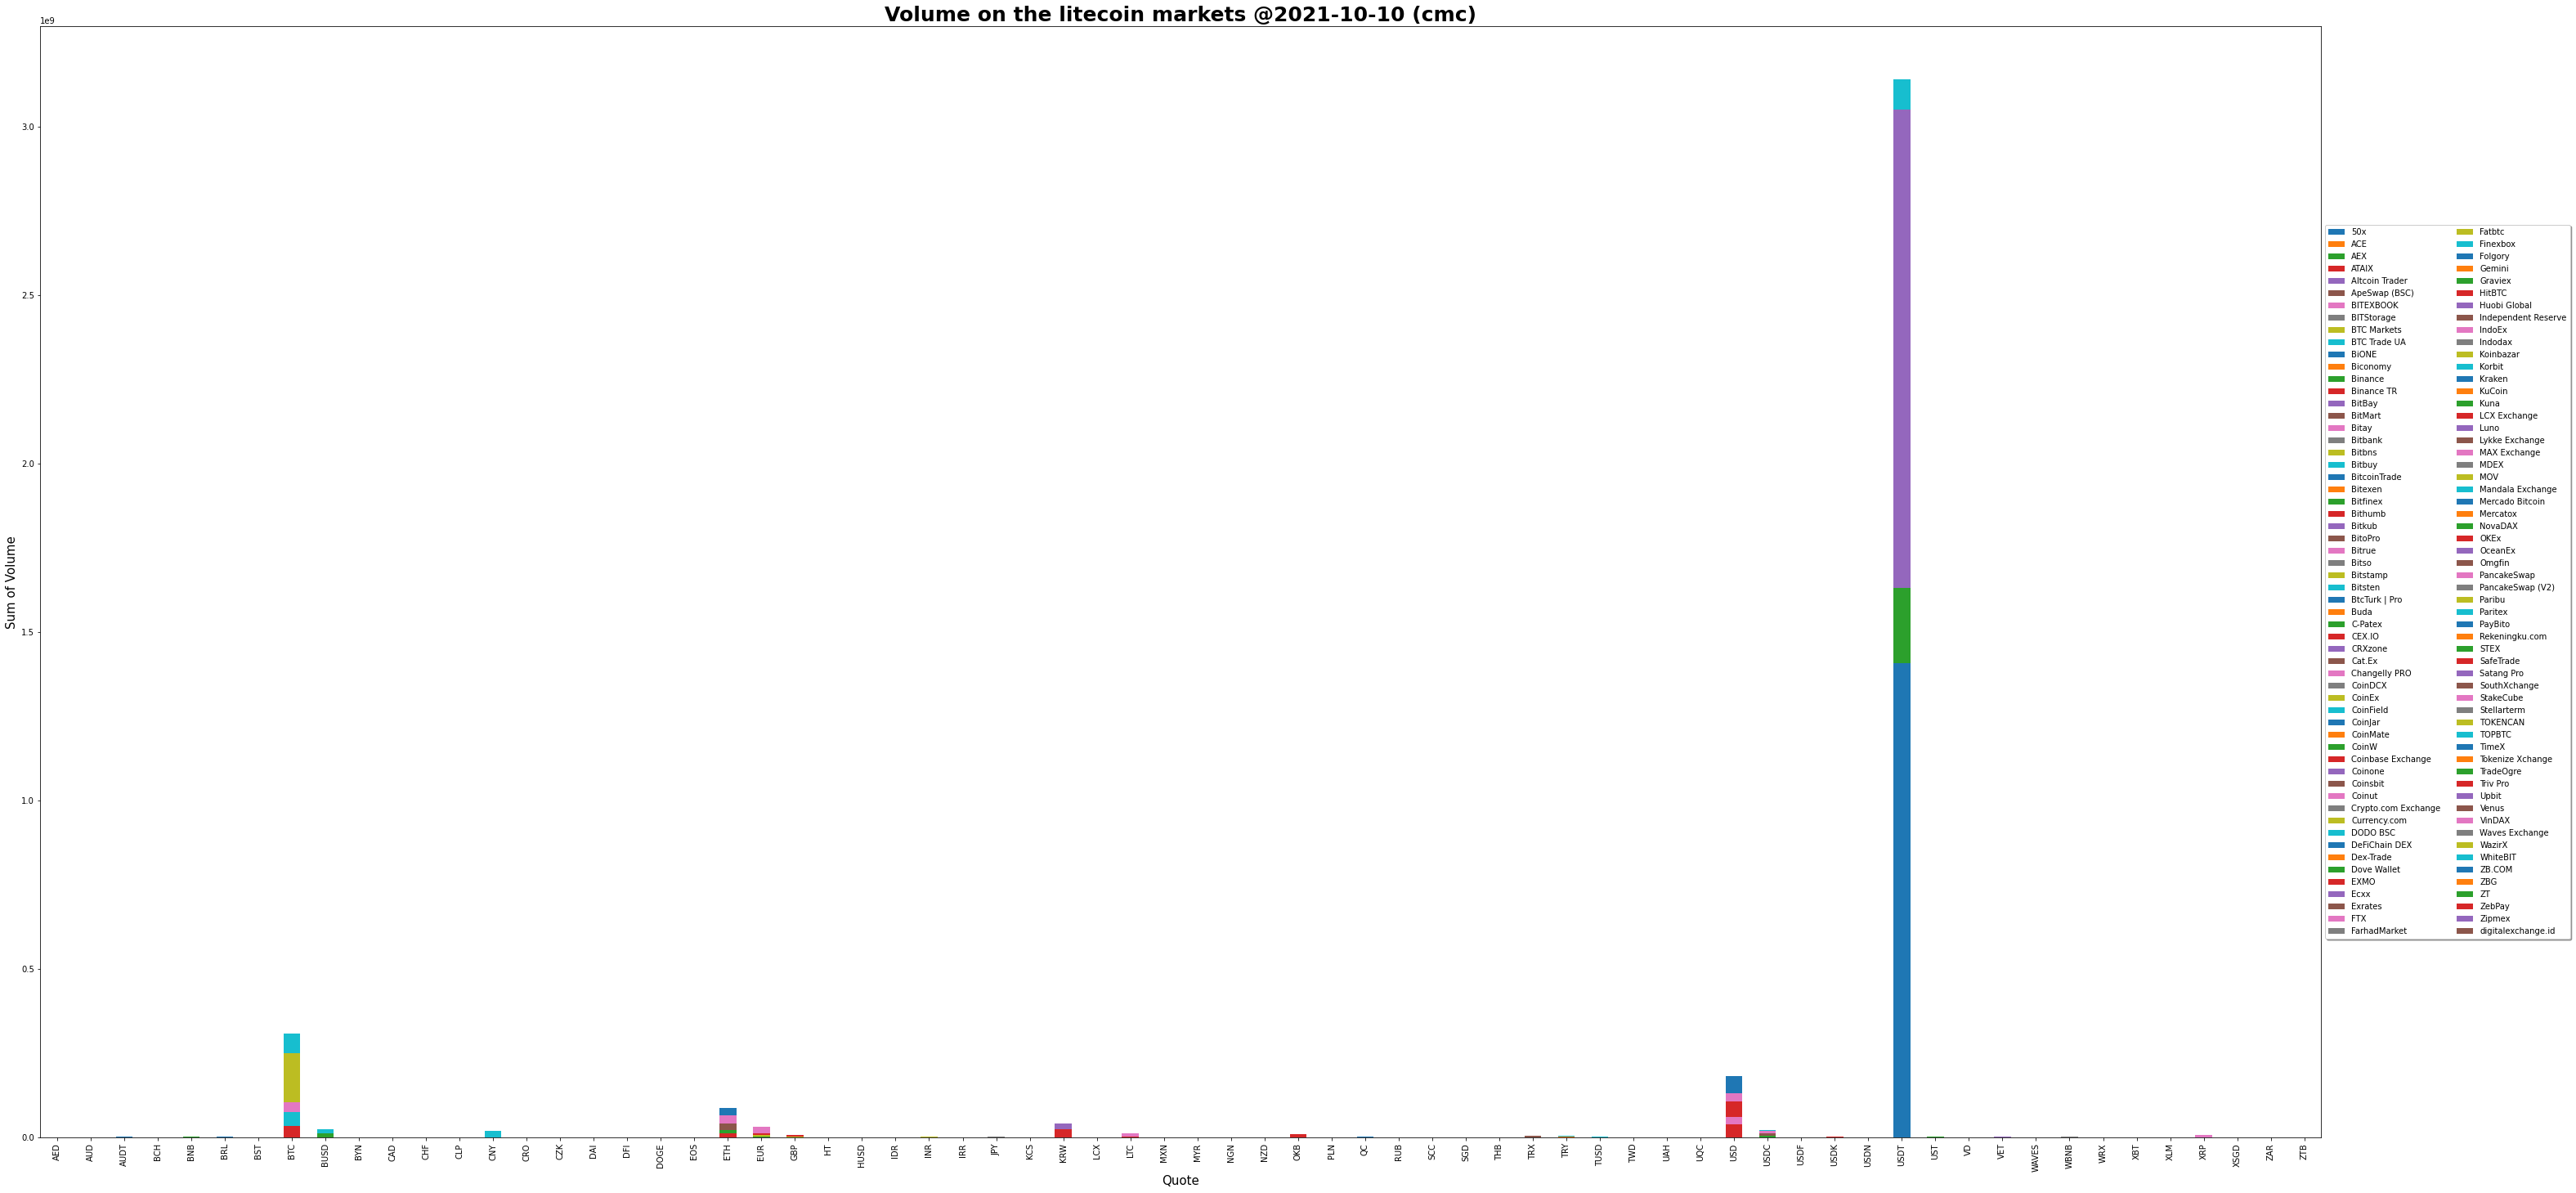 Volume on the litecoin markets @2021-10-10 (cmc)
1e9
3.0
2.5
2.0
1.5
1.0
0.5
0.0
Sum of Volume
AED
AUD
AUDT
BCH
BNB
BRL
BST
BTC
BUSD
BYN
CAD
CHF
CLP
CNY
CRO
CZK
DAI
DFI
DOGE
EOS
ETH
EUR
GBP
HT
HUSD
IDR
INR
IRR
JPY
KCS
KRW
LCX
LTC
MXN
MYR
NGN
NZD
OKB
PLN
QC
RUB
SCC
SGD
THB
TRX
TRY
TUSD
TWD
UAH
UQC
USD
USDC
USDF
USDK
USDN
USDT
UST
VD
VET
WAVES
WBNB
WRX
XBT
XLM
XRP
XSGD
ZAR
ZTB
Quote
50x
ACE
AEX
ATAIX
Altcoin Trader
ApeSwap (BSC)
BITEXBOOK
BITStorage
BTC Markets
BTC Trade UA
BiONE
Biconomy
Binance
Binance TR
BitBay
BitMart
Bitay
Bitbank
Bitbns
Bitbuy
BitcoinTrade
Bitexen
Bitfinex
Bithumb
Bitkub
BitoPro
Bitrue
Bitso
Bitstamp
Bitsten
BtcTurk | Pro
Buda
C-Patex
CEX.IO
CRXzone
Cat.Ex
Changelly PRO
CoinDCX
CoinEx
CoinField
CoinJar
CoinMate
CoinW
Coinbase Exchange
Coinone
Coinsbit
Coinut
Crypto.com Exchange
Currency.com
DODO BSC
DeFiChain DEX
Dex-Trade
Dove Wallet
EXMO
Ecxx
Exrates
FTX
FarhadMarket
Fatbtc
Finexbox
Folgory
Gemini
Graviex
HitBTC
Huobi Global
Independent Reserve
IndoEx
Indodax
Koinbazar
Korbit
Kraken
KuCoin
Kuna
LCX Exchange
Luno
Lykke Exchange
MAX Exchange
MDEX
MOV
Mandala Exchange
Mercado Bitcoin
Mercatox
NovaDAX
OKEx
OceanEx
Omgfin
PancakeSwap
PancakeSwap (V2)
Paribu
Paritex
PayBito
Rekeningku.com
STEX
SafeTrade
Satang Pro
SouthXchange
StakeCube
Stellarterm
TOKENCAN
TOPBTC
TimeX
Tokenize Xchange
TradeOgre
Triv Pro
Upbit
Venus
VinDAX
Waves Exchange
WazirX
WhiteBIT
ZB.COM
ZBG
ZT
ZebPay
Zipmex
digitalexchange.id